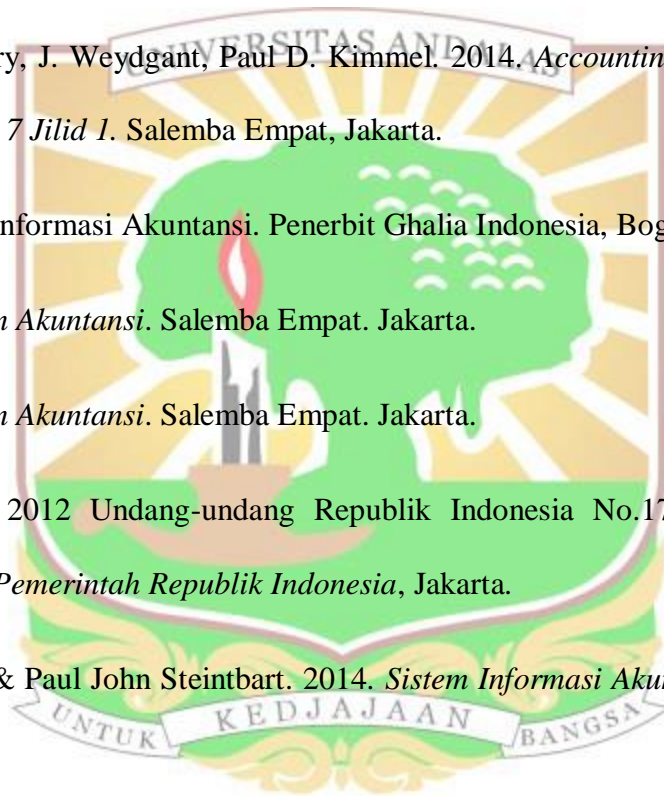 UNIVERSITAS ANDALAS
ry, J. Weydgant, Paul D. Kimmel. 2014. Accountin
7 Jilid 1. Salemba Empat, Jakarta.
nformasi Akuntansi. Penerbit Ghalia Indonesia, Bog
n Akuntansi. Salemba Empat. Jakarta.
n Akuntansi. Salemba Empat. Jakarta.
2012 Undang-undang Republik Indonesia No.17
Pemerintah Republik Indonesia, Jakarta.
& Paul John Steintbart. 2014. Sistem Informasi Aku
UNTUK KEDJAJAAN BANGSA